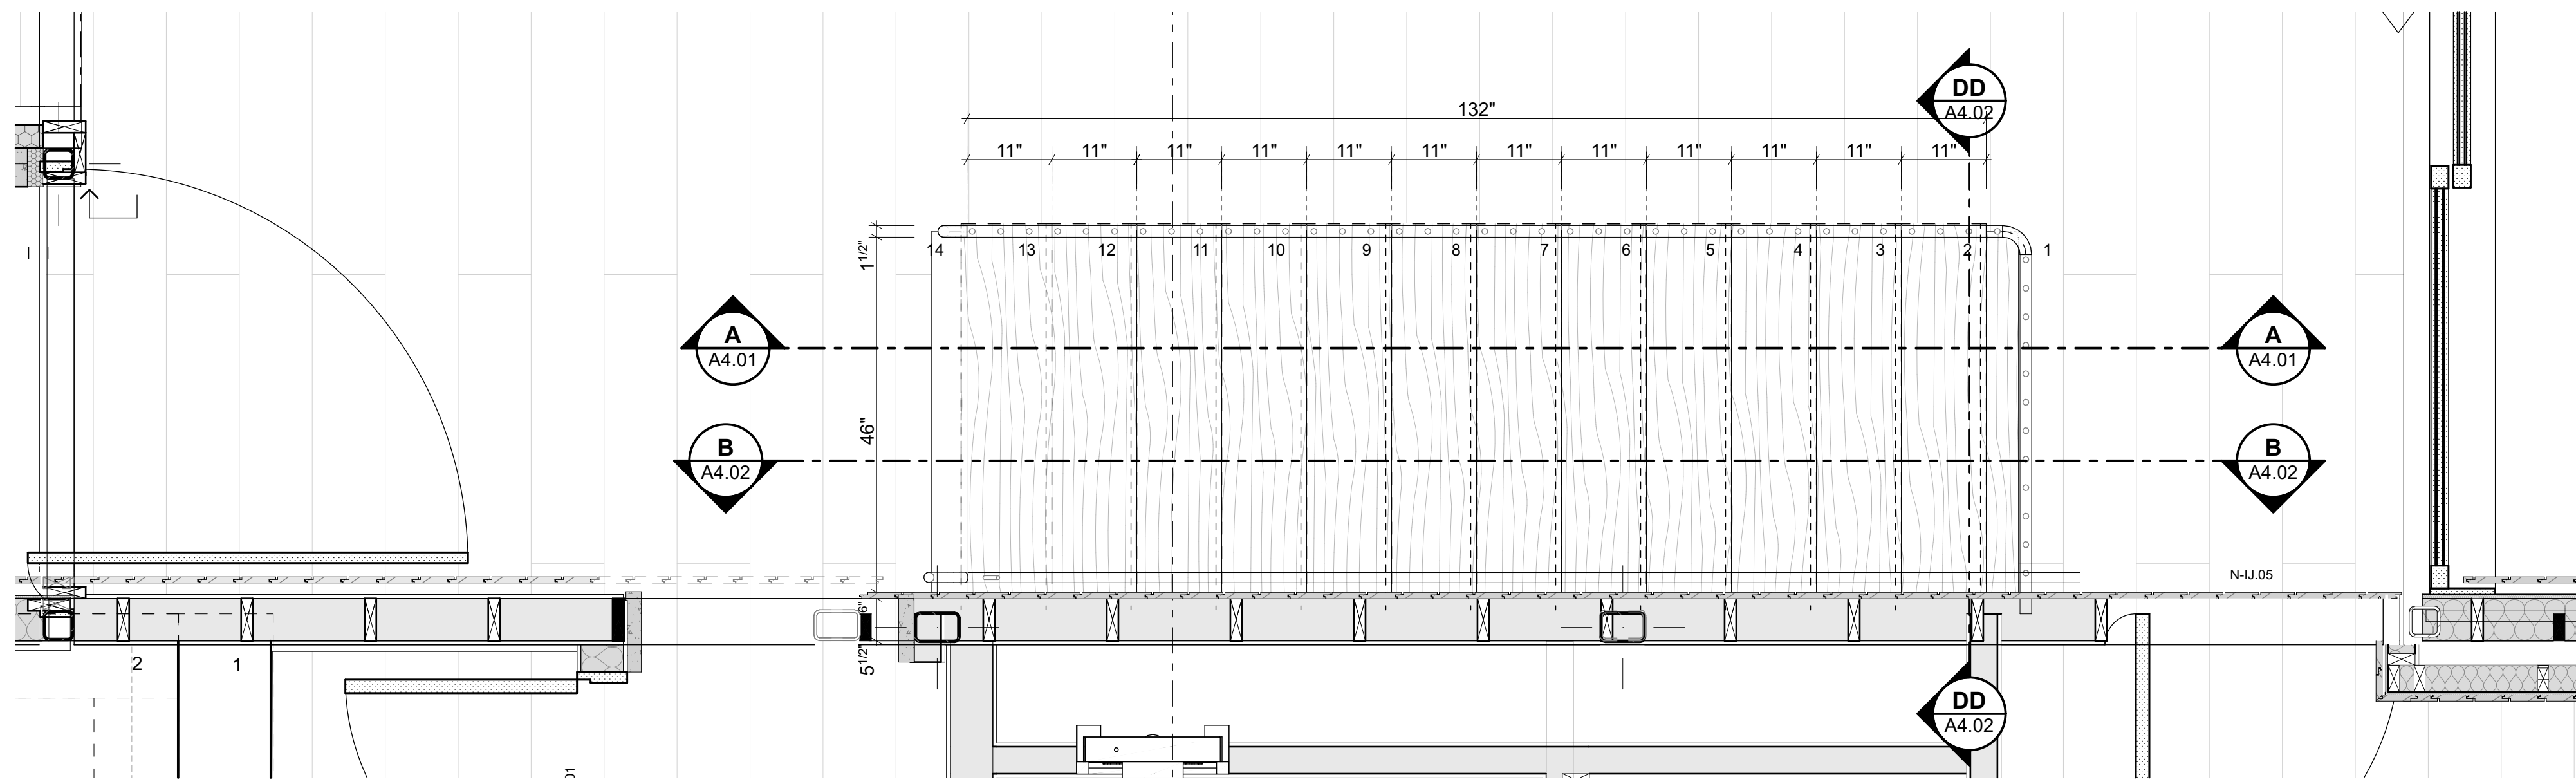 DD
A4.02
132"
11" 11" 11" 11" 11" 11" 11" 11" 11" 11" 11" 11"
1 1/2"
14 13 12 11 10 9 8 7 6 5 4 3 2 1
A
A4.01
A
A4.01
46"
B
A4.02
B
A4.02
N-IJ.05
6"
5 1/2"
2 1
DD
A4.02
01